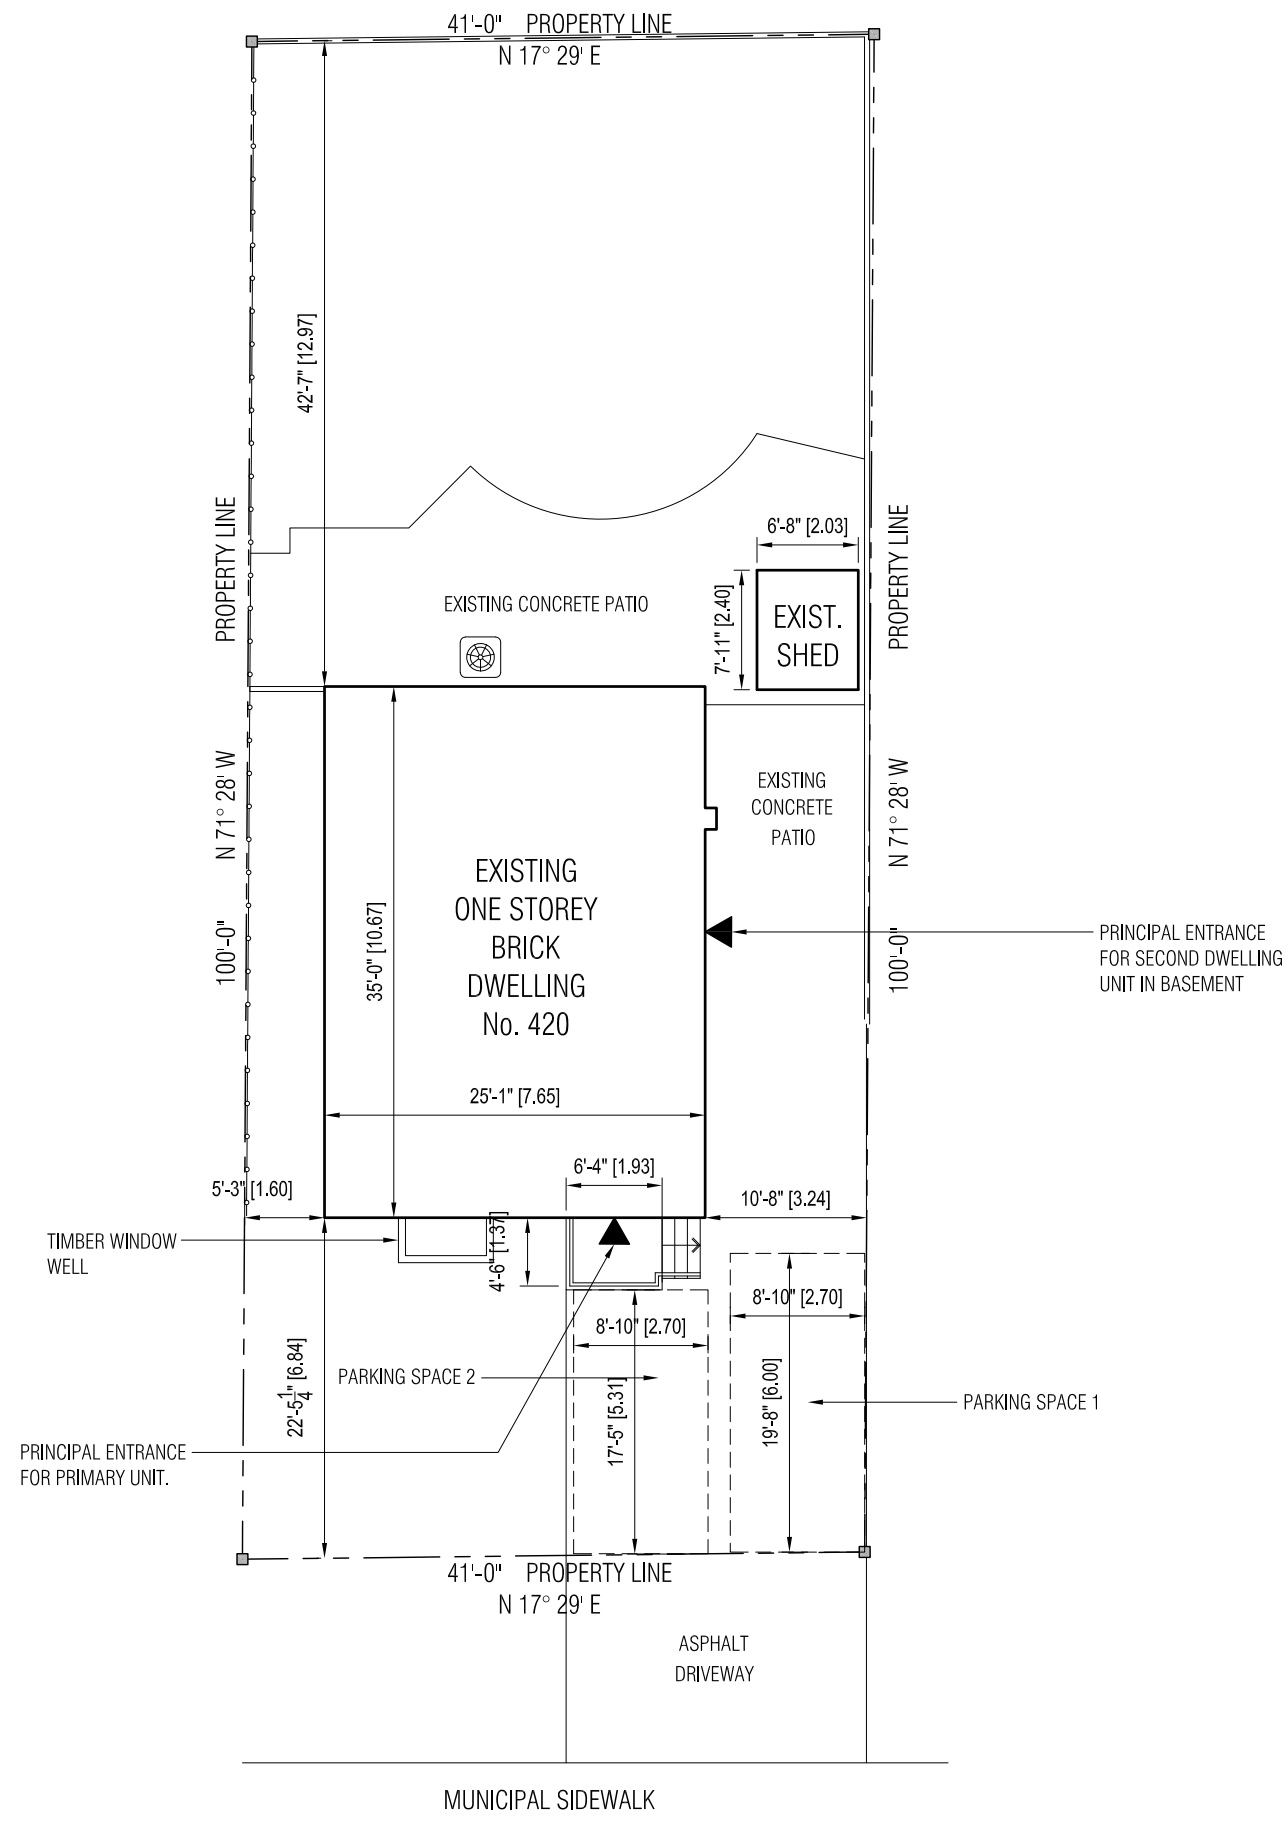 41'-0" PROPERTY LINE
N 17° 29' E
42'-7" [12.97]
PROPERTY LINE
N 71° 28' W
100'-0"
PROPERTY LINE
N 71° 28' W
100'-0"
6'-8" [2.03]
7'-11" [2.40]
EXIST.
SHED
EXISTING CONCRETE PATIO
EXISTING
CONCRETE
PATIO
EXISTING
ONE STOREY
BRICK
DWELLING
No. 420
35'-0" [10.67]
25'-1" [7.65]
PRINCIPAL ENTRANCE
FOR SECOND DWELLING
UNIT IN BASEMENT
6'-4" [1.93]
5'-3" [1.60]
10'-8" [3.24]
4'-6" [1.37]
TIMBER WINDOW
WELL
8'-10" [2.70]
8'-10" [2.70]
22'-5 1/4" [6.84]
PARKING SPACE 2
17'-5" [5.31]
19'-8" [6.00]
PARKING SPACE 1
PRINCIPAL ENTRANCE
FOR PRIMARY UNIT.
41'-0" PROPERTY LINE
N 17° 29' E
ASPHALT
DRIVEWAY
MUNICIPAL SIDEWALK